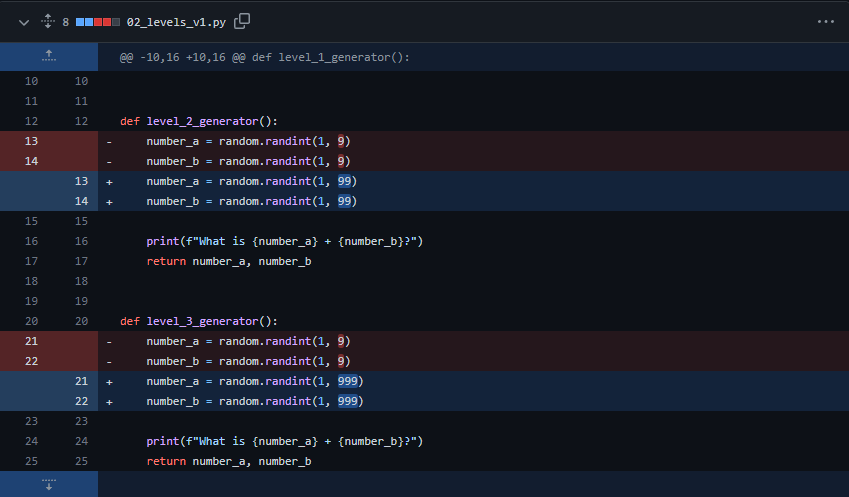 8 02_levels_v1.py
@@ -10,16 +10,16 @@ def level_1_generator():
10 10
11 11
12 12 def level_2_generator():
13 - number_a = random.randint(1, 9)
14 - number_b = random.randint(1, 9)
13 + number_a = random.randint(1, 99)
14 + number_b = random.randint(1, 99)
15 15
16 16 print(f"What is {number_a} + {number_b}?")
17 17 return number_a, number_b
18 18
19 19
20 20 def level_3_generator():
21 - number_a = random.randint(1, 9)
22 - number_b = random.randint(1, 9)
21 + number_a = random.randint(1, 999)
22 + number_b = random.randint(1, 999)
23 23
24 24 print(f"What is {number_a} + {number_b}?")
25 25 return number_a, number_b